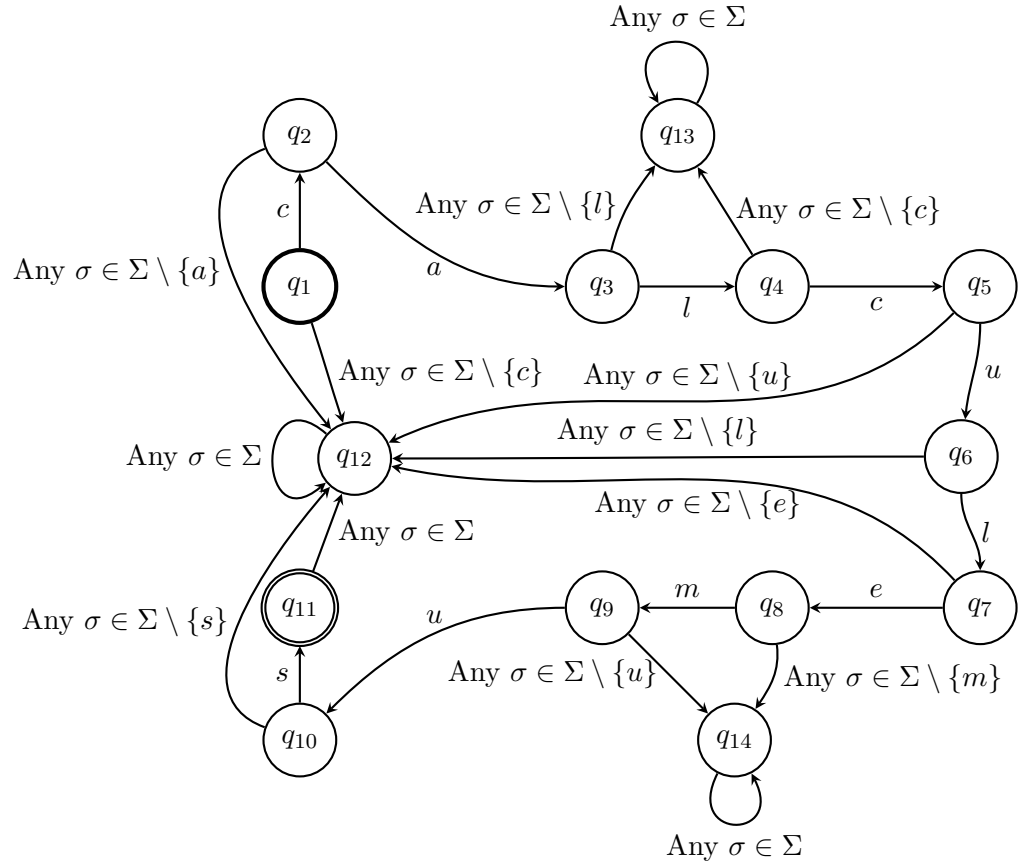 Any σ ∈ Σ
q₂
q₁₃
Any σ ∈ Σ \ {l}
Any σ ∈ Σ \ {c}
c
Any σ ∈ Σ \ {a}
a
q₁
q₃
l
q₄
c
q₅
Any σ ∈ Σ \ {c}
Any σ ∈ Σ \ {u}
u
Any σ ∈ Σ \ {l}
Any σ ∈ Σ
q₁₂
q₆
Any σ ∈ Σ \ {e}
Any σ ∈ Σ
l
q₁₁
q₉
m
q₈
e
q₇
Any σ ∈ Σ \ {s}
u
s
Any σ ∈ Σ \ {u}
Any σ ∈ Σ \ {m}
q₁₀
q₁₄
Any σ ∈ Σ